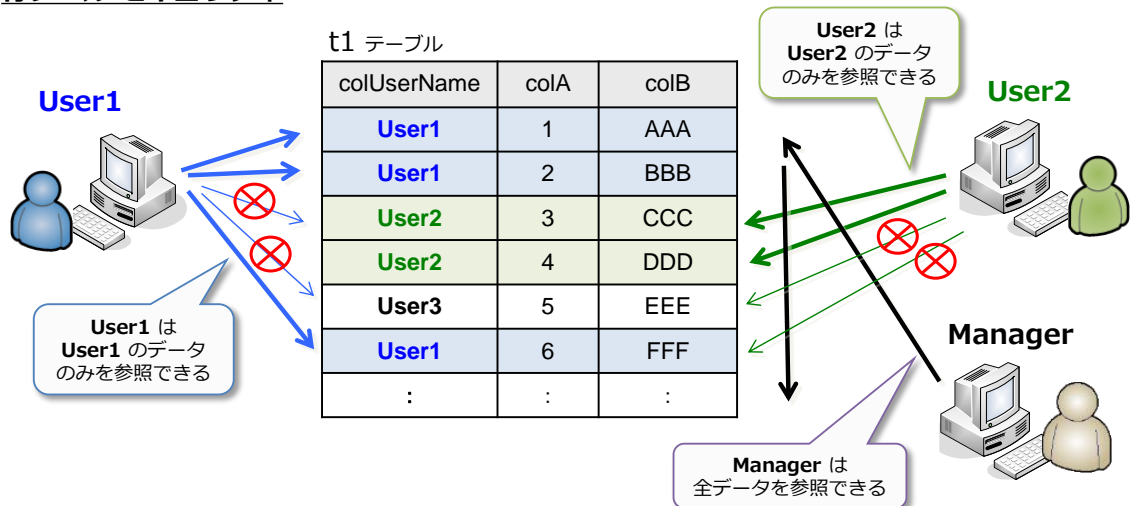 t1 テーブル
colUserName colA colB
User1 1 AAA
User1 2 BBB
User2 3 CCC
User2 4 DDD
User3 5 EEE
User1 6 FFF
: : :
User1
User1 は
User1 のデータ
のみを参照できる
User2 は
User2 のデータ
のみを参照できる
User2
Manager
Manager は
全データを参照できる